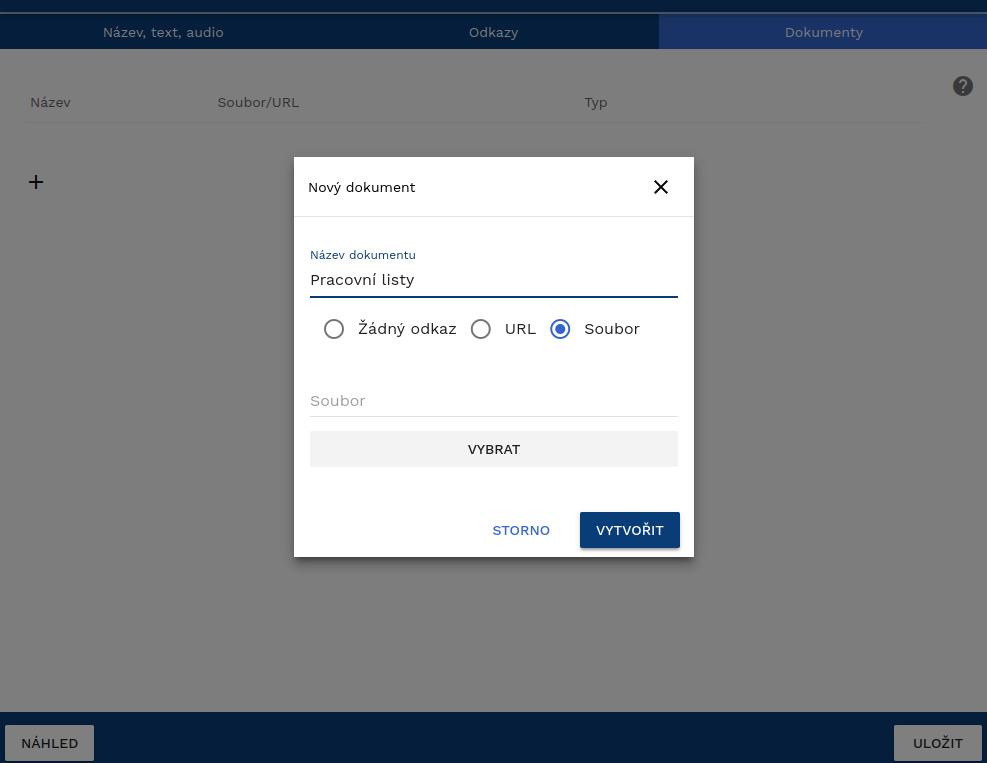 Název, text, audio Odkazy Dokumenty
Název Soubor/URL Typ
Nový dokument
Název dokumentu
Pracovní listy
Žádný odkaz URL Soubor
Soubor
VYBRAT
STORNO VYTVOŘIT
NÁHLED ULOŽIT